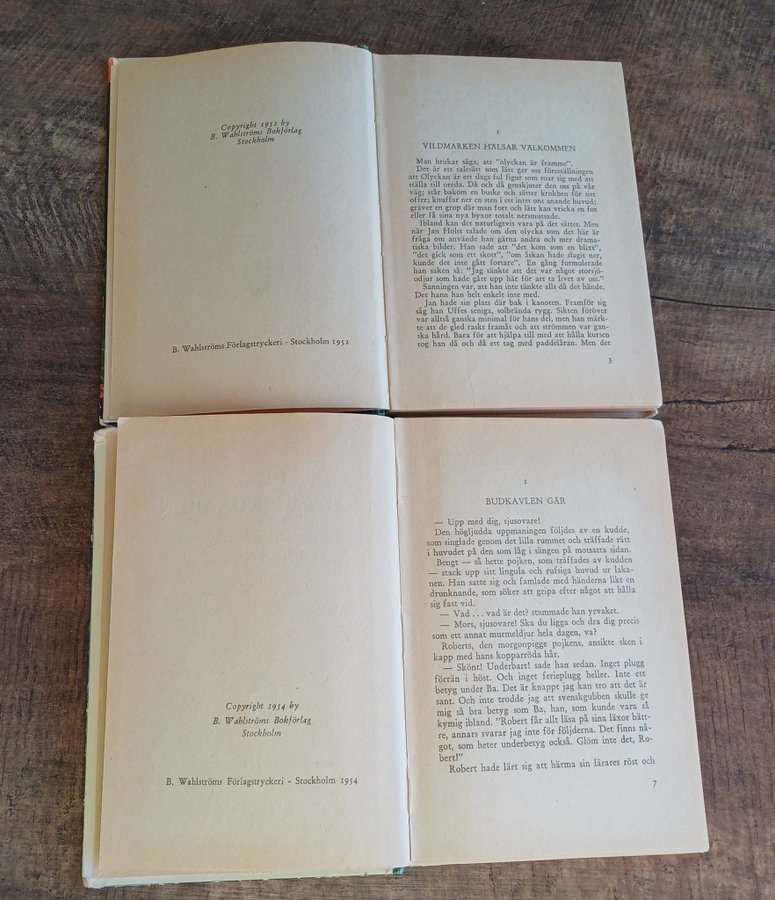 Copyright 1952 by
B. Wahlströms Bokförlag
Stockholm
B. Wahlströms Förlagstryckeri - Stockholm 1952
1
VILDMARKEN HÄLSAR VÄLKOMMEN
Man brukar säga, att "olyckan är framme".
Det är ett talesätt som lätt ger oss föreställningen
att Olyckan är ett slags ful figur som roar sig med att
ställa till oreda. Då och då genskjuter den oss på vår
väg; står bakom en buske och sätter krokben för sitt
offer; knuffar ner en sten i ett intet ont anande huvud;
gräver en grop där man fort och lätt kan vricka en fot
eller få sina nya byxor totalt nersmutsade.
Ibland kan det naturligtvis vara på det sättet. Men
när Jan Holst talade om den olycka som det här är
fråga om använde han gärna andra och mer drama-
tiska bilder. Han sade att "det kom som en blixt",
"det gick som ett skott", "om åskan hade slagit ner,
kunde det inte gått fortare". En gång formulerade
han saken så: "Jag tänkte att det var något storsjö-
odjur som hade gått upp här för att ta livet av oss."
Sanningen var, att han inte tänkte alls då det hände.
Det hann han helt enkelt inte med.
Jan hade sin plats där bak i kanoten. Framför sig
såg han Uffes seniga, solbrända rygg. Sikten föröver
var alltså ganska minimal för hans del, men han märk-
te att de gled raskt framåt och att strömmen var gan-
ska hård. Bara för att hjälpa till med att hålla kursen
tog han då och då ett tag med paddelåran. Men det
3
Copyright 1954 by
B. Wahlströms Bokförlag
Stockholm
B. Wahlströms Förlagstryckeri - Stockholm 1954
1
BUDKAVLEN GÅR
— Upp med dig, sjusovare!
Den högljudda uppmaningen följdes av en kudde,
som singlade genom det lilla rummet och träffade rätt
i huvudet på den som låg i sängen på motsatta sidan.
Bengt — så hette pojken, som träffades av kudden
— stack upp sitt lingula och rufsiga huvud ur laka-
nen. Han satte sig och famlade med händerna likt en
drunknande, som söker att gripa efter något att hålla
sig fast vid.
— Vad . . . vad är det? stammade han yrvaket.
— Mors, sjusovare! Ska du ligga och dra dig precis
som ett annat murmeldjur hela dagen, va?
Roberts, den morgonpigge pojkens, ansikte sken i
kapp med hans kopparröda hår.
— Skönt! Underbart! sade han sedan. Inget plugg
förrän i höst. Och inget ferieplugg heller. Inte ett
betyg under Ba. Det är knappt jag kan tro att det är
sant. Och inte trodde jag att svenskgubben skulle ge
mig så bra betyg som Ba, han, som kunde vara så
kymig ibland. "Robert får allt läsa på sina läxor bätt-
re, annars svarar jag inte för följderna. Det finns nå-
got, som heter underbetyg också. Glöm inte det, Ro-
bert!"
Robert hade lärt sig att härma sin lärares röst och
7